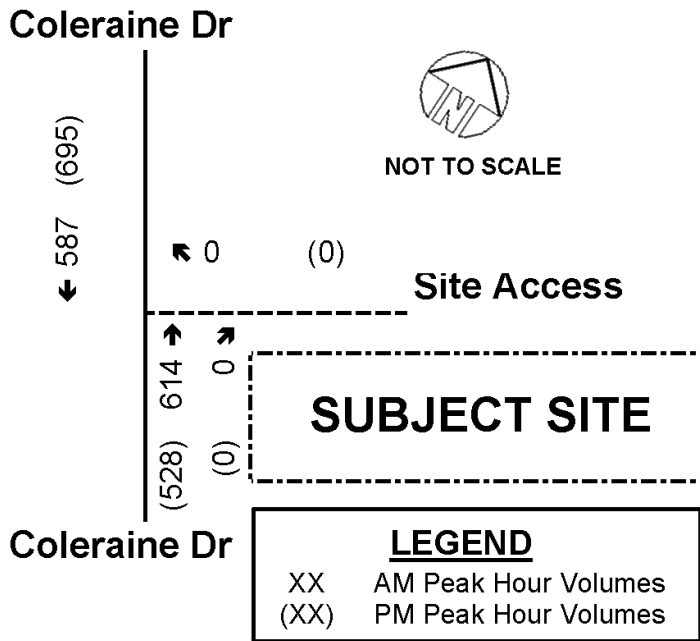 Coleraine Dr
N
NOT TO SCALE
587 (695)
0 (0)
Site Access
(528) 614
(0) 0
SUBJECT SITE
Coleraine Dr
LEGEND
XX AM Peak Hour Volumes
(XX) PM Peak Hour Volumes